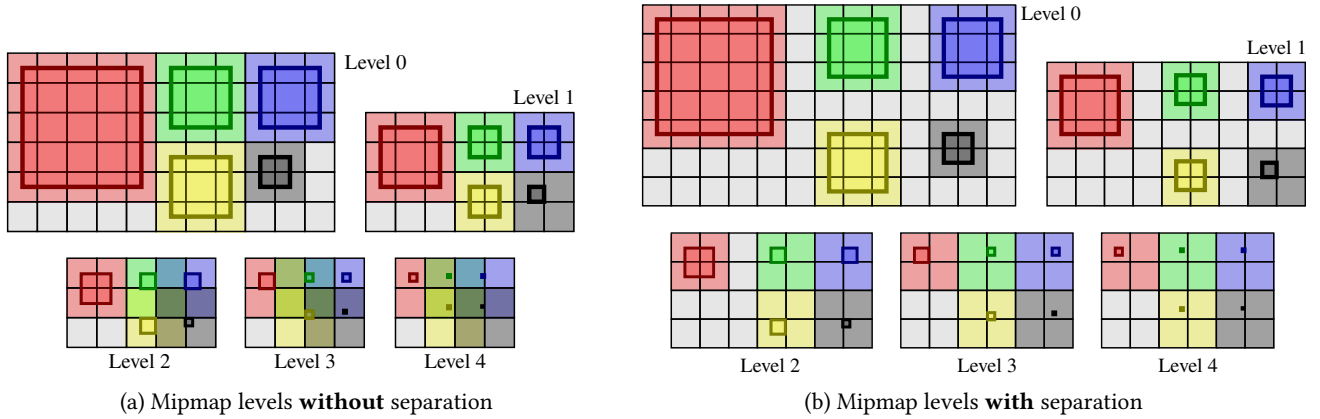 Level 0
Level 1
Level 2
Level 3
Level 4
(a) Mipmap levels without separation
Level 0
Level 1
Level 2
Level 3
Level 4
(b) Mipmap levels with separation